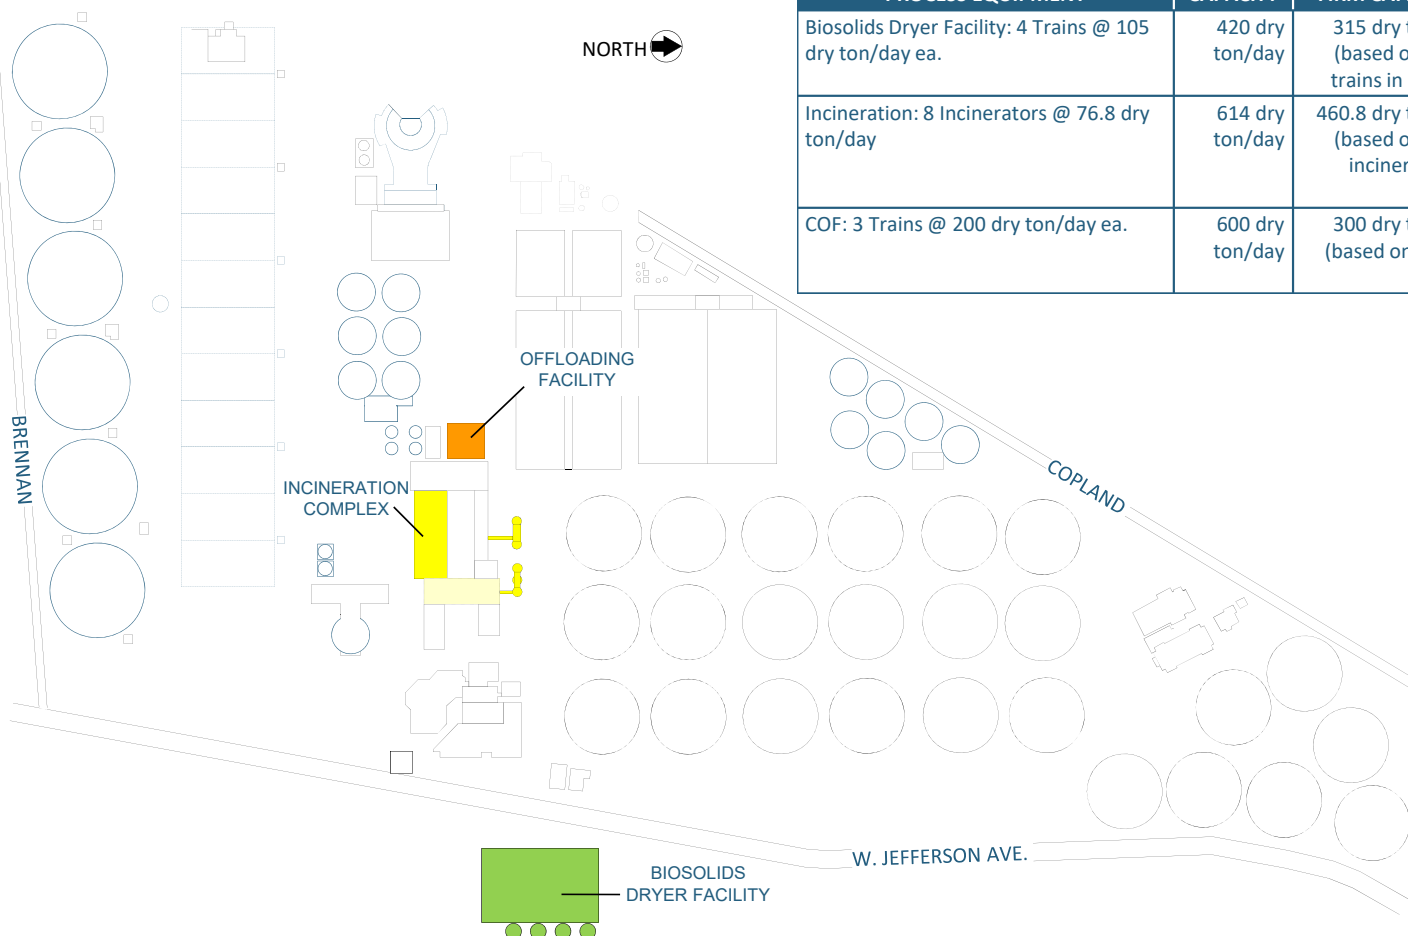 NORTH
Biosolids Dryer Facility: 4 Trains @ 105
dry ton/day ea.
420 dry
ton/day
315 dry
(based
trains in
Incineration: 8 Incinerators @ 76.8 dry
ton/day
614 dry
ton/day
460.8 dry
(based
COF: 3 Trains @ 200 dry ton/day ea.
600 dry
ton/day
300 dry
(based
OFFLOADING
FACILITY
BRENNAN
INCINERATION
COMPLEX
COPLAND
W. JEFFERSON AVE.
BIOSOLIDS
DRYER FACILITY